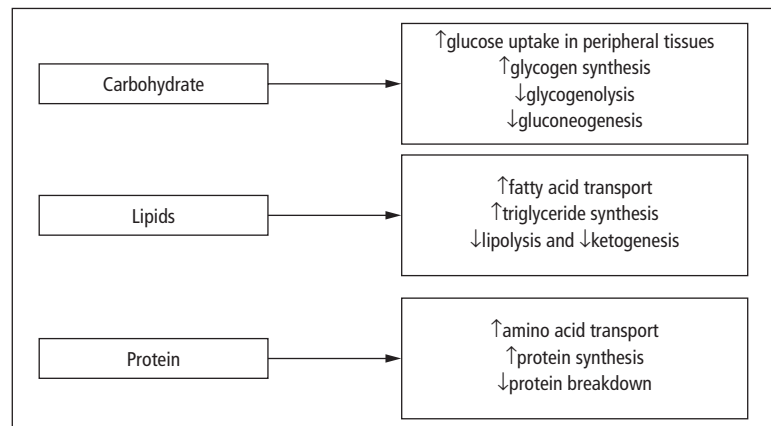 Carbohydrate
↑glucose uptake in peripheral tissues
↑glycogen synthesis
↓glycogenolysis
↓gluconeogenesis
Lipids
↑fatty acid transport
↑triglyceride synthesis
↓lipolysis and ↓ketogenesis
Protein
↑amino acid transport
↑protein synthesis
↓protein breakdown